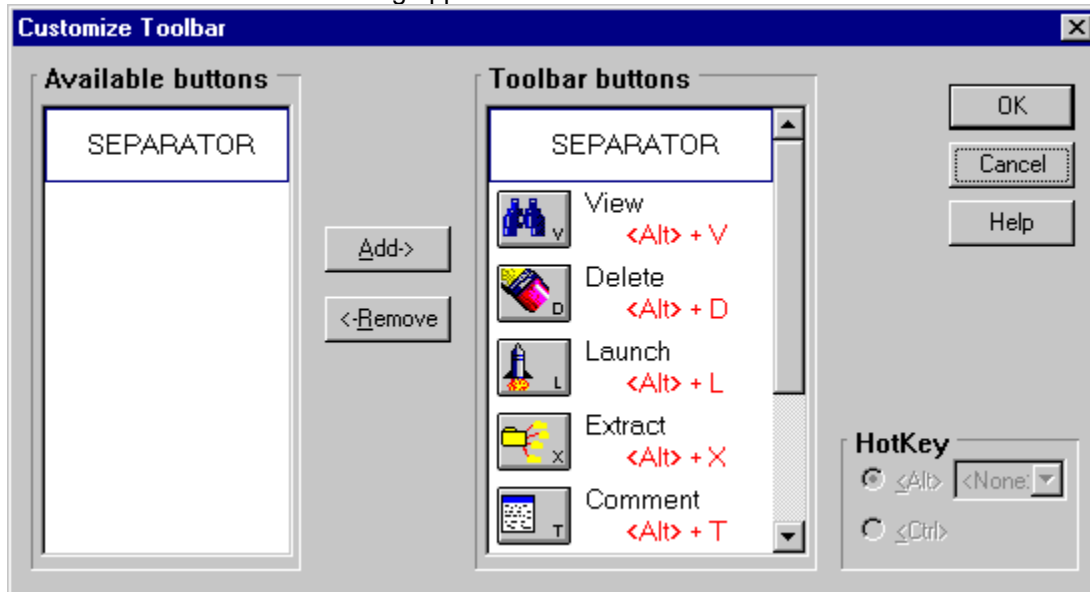 Customize Toolbar
Available buttons
SEPARATOR
Add->
<-Remove
Toolbar buttons
SEPARATOR
V
View
<Alt> + V
D
Delete
<Alt> + D
L
Launch
<Alt> + L
X
Extract
<Alt> + X
T
Comment
<Alt> + T
OK
Cancel
Help
HotKey
<Alt> <None:
<Ctrl>